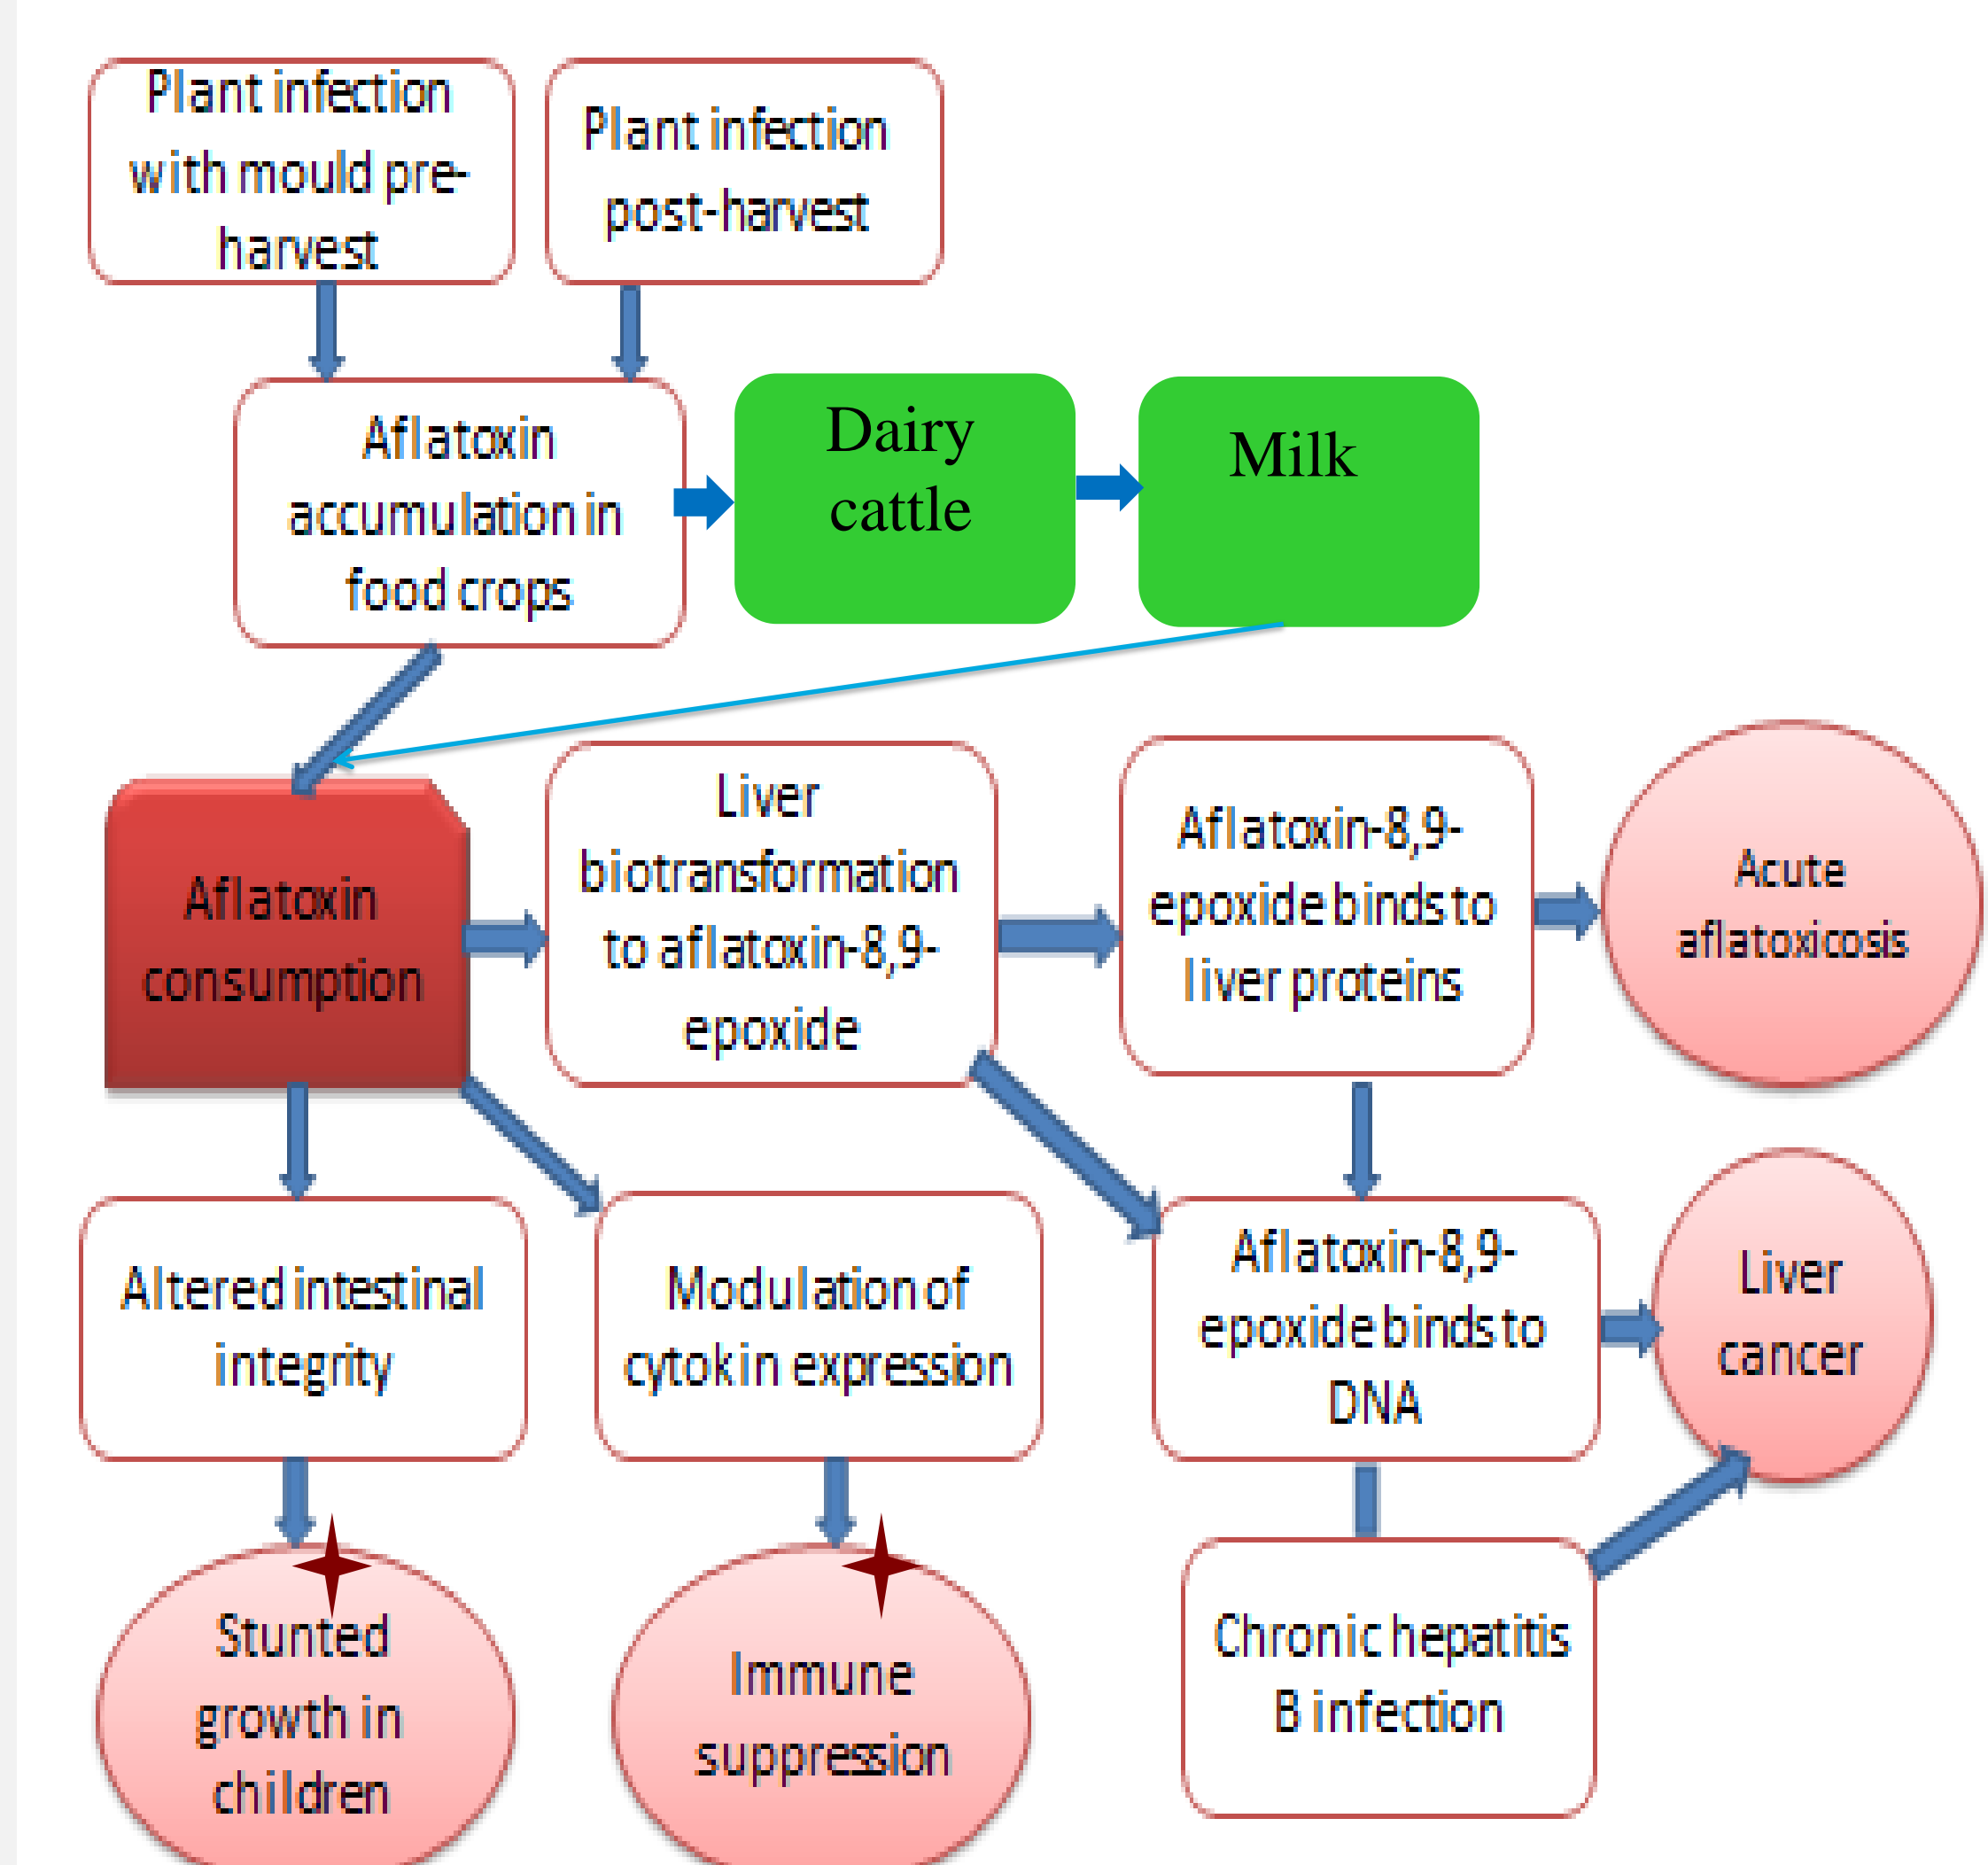 Plant infection
with mould pre-
harvest
Plant infection
post-harvest
Aflatoxin
accumulation in
food crops
Dairy
cattle
Milk
Aflatoxin
consumption
Liver
biotransformation
to aflatoxin-8,9-
epoxide
Aflatoxin-8,9-
epoxide binds to
liver proteins
Acute
aflatoxicosis
Altered intestinal
integrity
Modulation of
cytokin expression
Aflatoxin-8,9-
epoxide binds to
DNA
Liver
cancer
Stunted
growth in
children
Immune
suppression
Chronic hepatitis
B infection